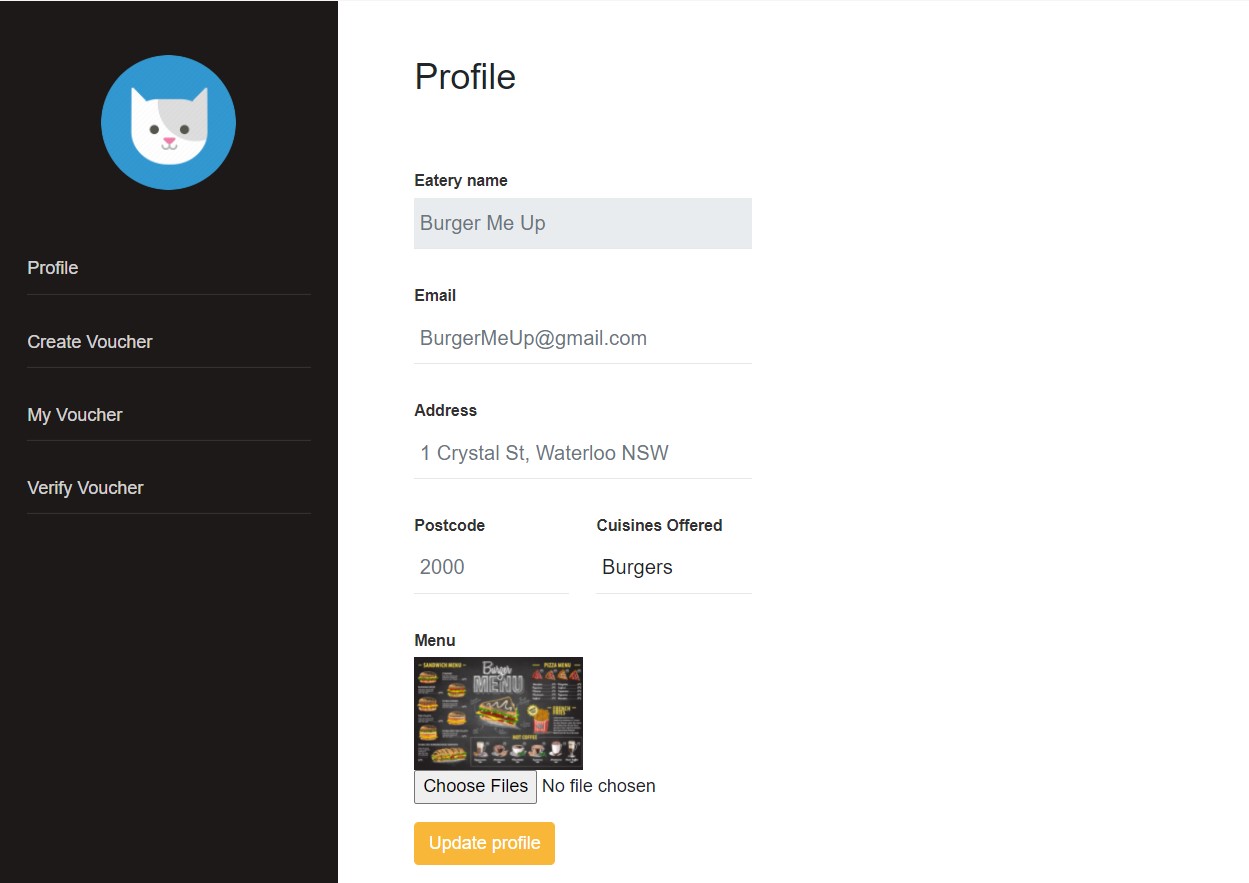 Profile
Create Voucher
My Voucher
Verify Voucher
Profile
Eatery name
Burger Me Up
Email
BurgerMeUp@gmail.com
Address
1 Crystal St, Waterloo NSW
Postcode
Cuisines Offered
2000
Burgers
Menu
SANDWICH MENU
Burger
MENU
PIZZA MENU
FRENCH
FRIES
HOT COFFEE
Choose Files No file chosen
Update profile